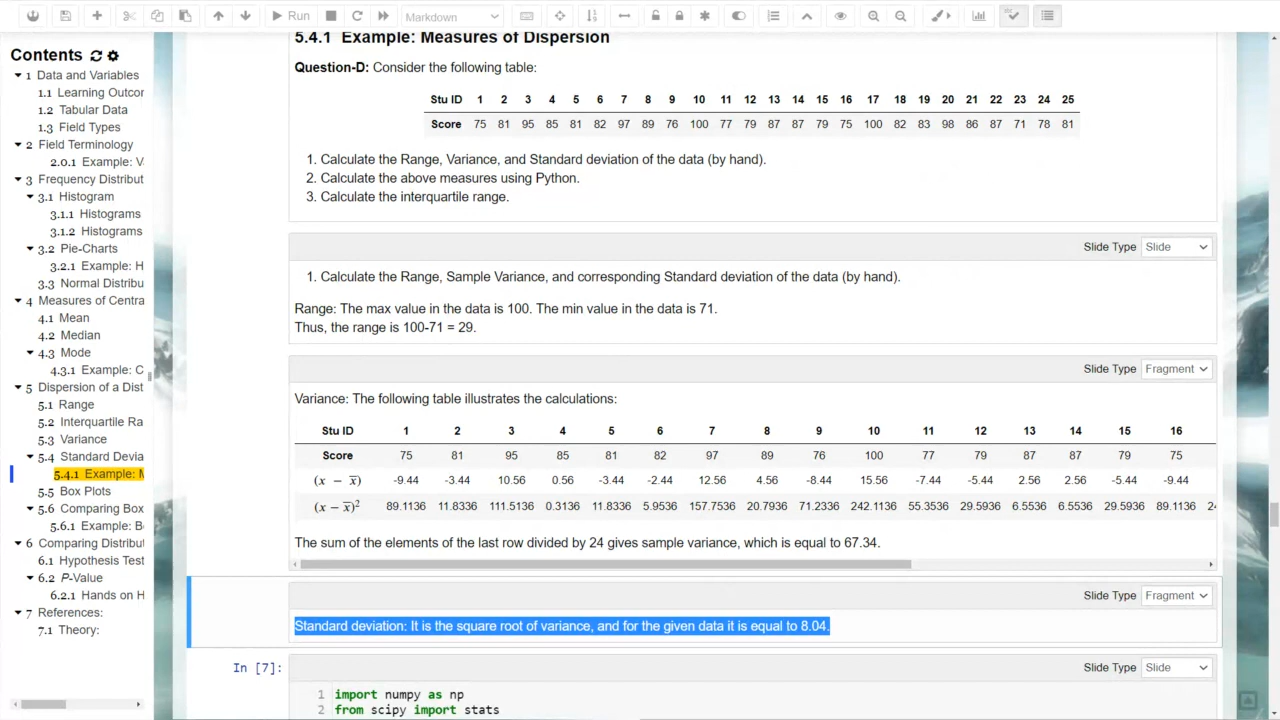 Run
Markdown
Contents
1 Data and Variables
1.1 Learning Outcor
1.2 Tabular Data
1.3 Field Types
2 Field Terminology
2.0.1 Example: V
3 Frequency Distribut
3.1 Histogram
3.1.1 Histograms
3.1.2 Histograms
3.2 Pie-Charts
3.2.1 Example: H
3.3 Normal Distribu
4 Measures of Centra
4.1 Mean
4.2 Median
4.3 Mode
4.3.1 Example: C
5 Dispersion of a Dist
5.1 Range
5.2 Interquartile Ra
5.3 Variance
5.4 Standard Devia
5.4.1 Example: M
5.5 Box Plots
5.6 Comparing Box
5.6.1 Example: B
6 Comparing Distribut
6.1 Hypothesis Test
6.2 P-Value
6.2.1 Hands on H
7 References:
7.1 Theory:
5.4.1 Example: Measures of Dispersion
Question-D: Consider the following table:
Stu ID 1 2 3 4 5 6 7 8 9 10 11 12 13 14 15 16 17 18 19 20 21 22 23 24 25
Score 75 81 95 85 81 82 97 89 76 100 77 79 87 87 79 75 100 82 83 98 86 87 71 78 81
1. Calculate the Range, Variance, and Standard deviation of the data (by hand).
2. Calculate the above measures using Python.
3. Calculate the interquartile range.
Slide Type Slide
1. Calculate the Range, Sample Variance, and corresponding Standard deviation of the data (by hand).
Range: The max value in the data is 100. The min value in the data is 71.
Thus, the range is 100-71 = 29.
Slide Type Fragment
Variance: The following table illustrates the calculations:
Stu ID 1 2 3 4 5 6 7 8 9 10 11 12 13 14 15 16
Score 75 81 95 85 81 82 97 89 76 100 77 79 87 87 79 75
(x − x̅) -9.44 -3.44 10.56 0.56 -3.44 -2.44 12.56 4.56 -8.44 15.56 -7.44 -5.44 2.56 2.56 -5.44 -9.44
(x − x̅)² 89.1136 11.8336 111.5136 0.3136 11.8336 5.9536 157.7536 20.7936 71.2336 242.1136 55.3536 29.5936 6.5536 6.5536 29.5936 89.1136 24
The sum of the elements of the last row divided by 24 gives sample variance, which is equal to 67.34.
Slide Type Fragment
Standard deviation: It is the square root of variance, and for the given data it is equal to 8.04.
In [7]:
Slide Type Slide
1 import numpy as np
2 from scipy import stats